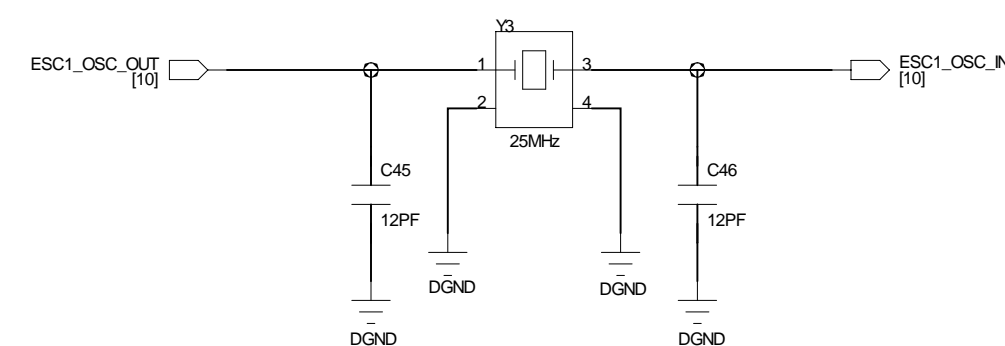 Y3
ESC1_OSC_OUT
[10]
1
3
ESC1_OSC_IN
[10]
2
4
25MHz
C45
12PF
C46
12PF
DGND
DGND
DGND
DGND